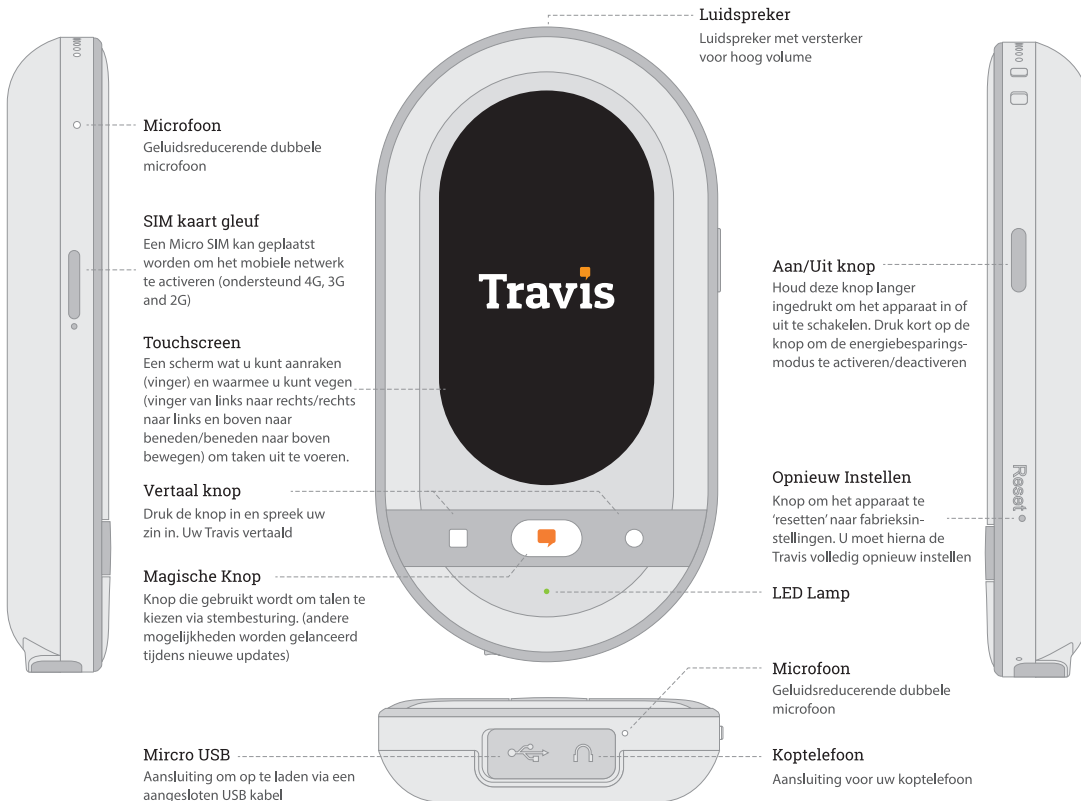 Luidspreker
Luidspreker met versterker
voor hoog volume
Microfoon
Geluidsreducerende dubbele
microfoon
SIM kaart gleuf
Een Micro SIM kan geplaatst
worden om het mobiele netwerk
te activeren (ondersteund 4G, 3G
and 2G)
Touchscreen
Een scherm wat u kunt aanraken
(vinger) en waarmee u kunt vegen
(vinger van links naar rechts/rechts
naar links en boven naar
beneden/beneden naar boven
bewegen) om taken uit te voeren.
Vertaal knop
Druk de knop in en spreek uw
zin in. Uw Travis vertaald
Magische Knop
Knop die gebruikt wordt om talen te
kiezen via stembesturing. (andere
mogelijkheden worden gelanceerd
tijdens nieuwe updates)
Mircro USB
Aansluiting om op te laden via een
aangesloten USB kabel
Travis
Aan/Uit knop
Houd deze knop langer
ingedrukt om het apparaat in of
uit te schakelen. Druk kort op de
knop om de energiebesparings-
modus te activeren/deactiveren
Opnieuw Instellen
Knop om het apparaat te
‘resetten’ naar fabrieksin-
stellingen. U moet hierna de
Travis volledig opnieuw instellen
Reset
LED Lamp
Microfoon
Geluidsreducerende dubbele
microfoon
Koptelefoon
Aansluiting voor uw koptelefoon